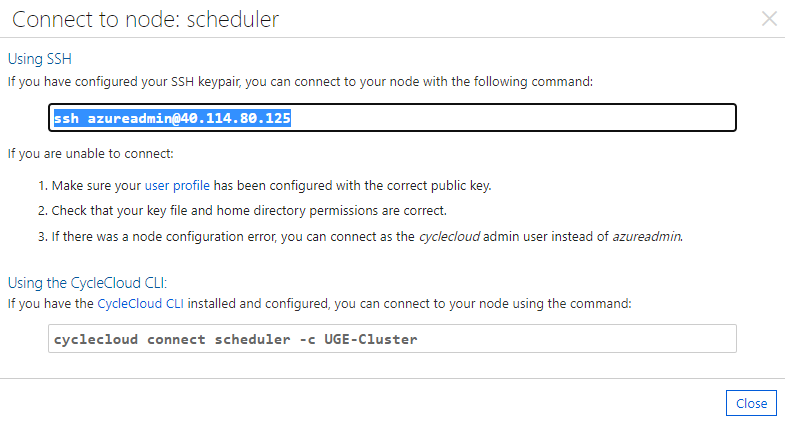 Connect to node: scheduler
Using SSH
If you have configured your SSH keypair, you can connect to your node with the following command:
ssh azureadmin@40.114.80.125
If you are unable to connect:
1. Make sure your user profile has been configured with the correct public key.
2. Check that your key file and home directory permissions are correct.
3. If there was a node configuration error, you can connect as the cyclecloud admin user instead of azureadmin.
Using the CycleCloud CLI:
If you have the CycleCloud CLI installed and configured, you can connect to your node using the command:
cyclecloud connect scheduler -c UGE-Cluster
Close